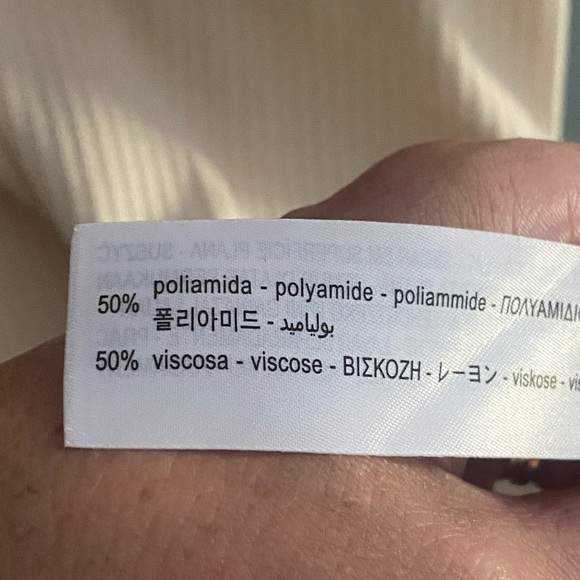 50% poliamida - polyamide - poliammide - ΠΟΛΥΑΜΙΔΗ
폴리아미드 - بولياميد
50% viscosa - viscose - ΒΙΣΚΟΖΗ - レーヨン - viskose -